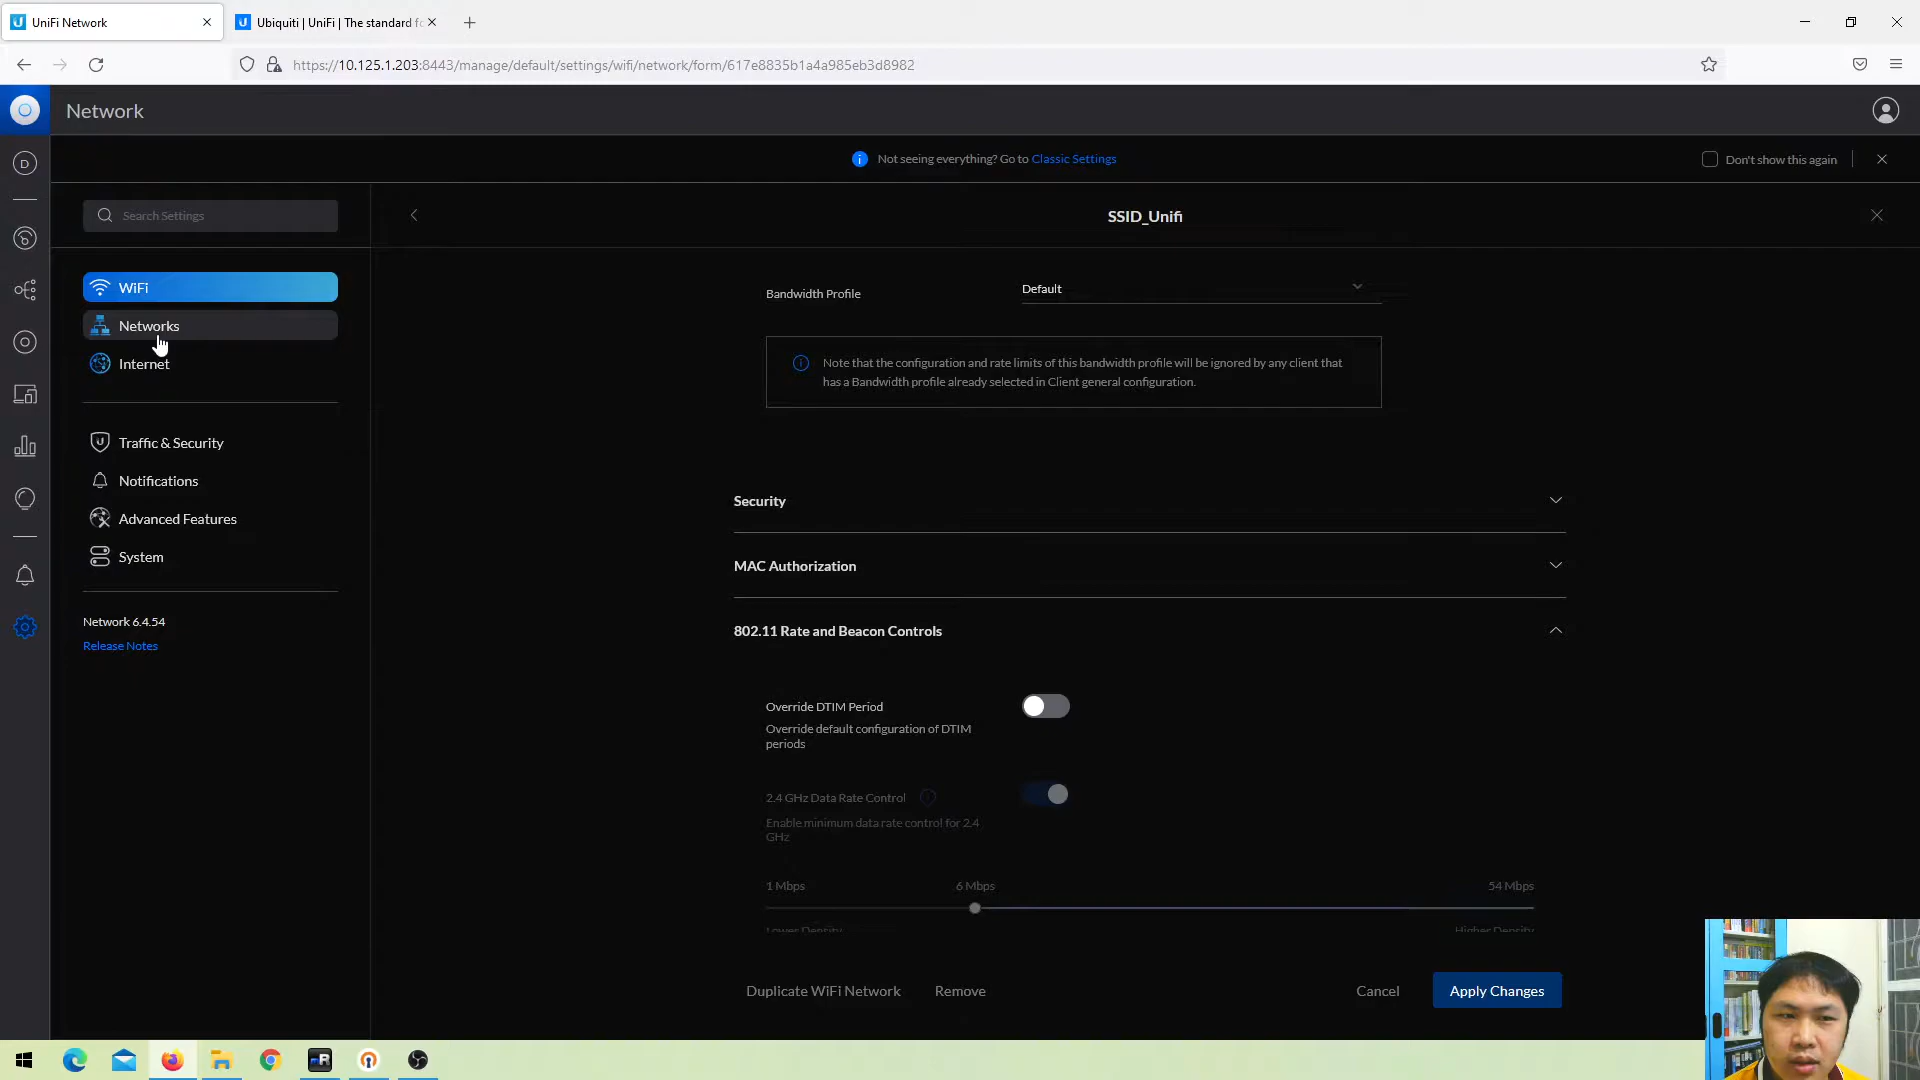 UniFi Network
Ubiquiti | UniFi | The standard fo
https://10.125.1.203:8443/manage/default/settings/wifi/network/form/617e8835b1a4a985eb3d8982
Network
D
Not seeing everything? Go to Classic Settings
Don't show this again
Search Settings
SSID_Unifi
WiFi
Networks
Internet
Traffic & Security
Notifications
Advanced Features
System
Network 6.4.54
Release Notes
Bandwidth Profile
Default
Note that the configuration and rate limits of this bandwidth profile will be ignored by any client that
has a Bandwidth profile already selected in Client general configuration.
Security
MAC Authorization
802.11 Rate and Beacon Controls
Override DTIM Period
Override default configuration of DTIM
periods
2.4 GHz Data Rate Control
Enable minimum data rate control for 2.4
GHz
1 Mbps
6 Mbps
54 Mbps
Lower Density
Higher Density
Duplicate WiFi Network
Remove
Cancel
Apply Changes